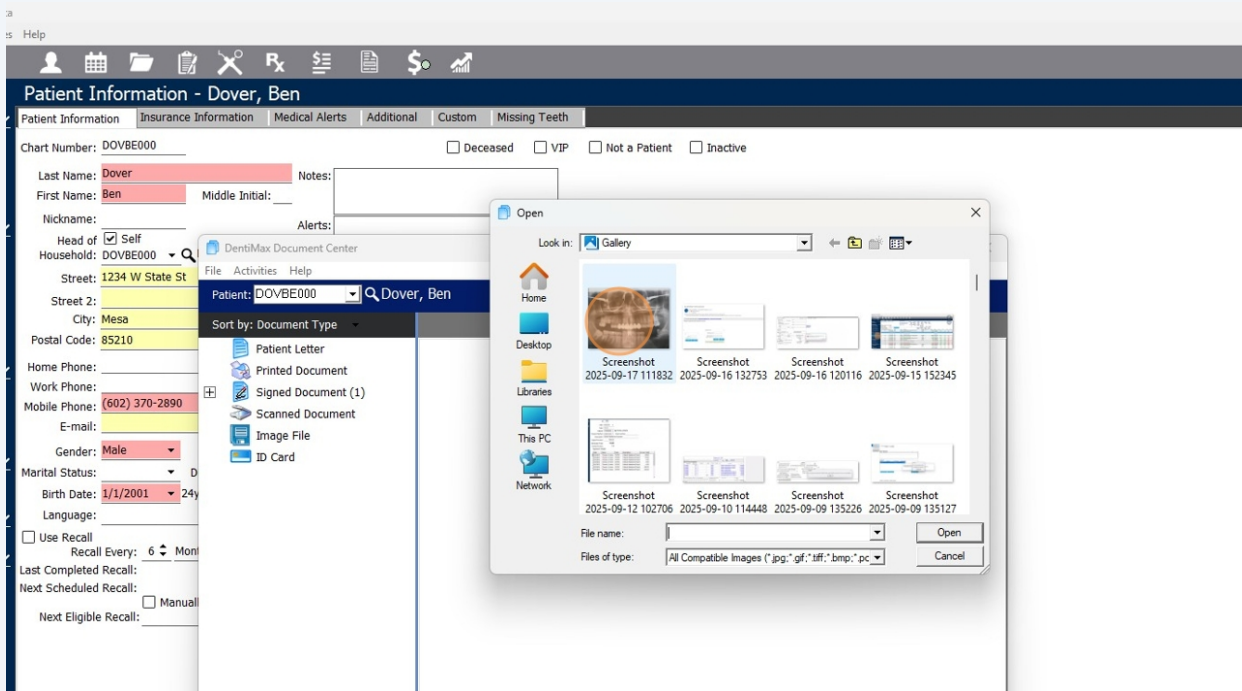 Help
Patient Information - Dover, Ben
Patient Information Insurance Information Medical Alerts Additional Custom Missing Teeth
Chart Number: DOVBE000
Deceased VIP Not a Patient Inactive
Last Name: Dover
Notes:
First Name: Ben Middle Initial:
Nickname:
Alerts:
Head of Household: Self
DOVBE000
Street: 1234 W State St
Street 2:
City: Mesa
Postal Code: 85210
Home Phone:
Work Phone:
Mobile Phone: (602) 370-2890
E-mail:
Gender: Male
Marital Status:
Birth Date: 1/1/2001
Language:
Use Recall
Recall Every: 6
Last Completed Recall:
Next Scheduled Recall:
Next Eligible Recall:
DentiMax Document Center
File Activities Help
Patient: DOVBE000 Dover, Ben
Sort by: Document Type
Patient Letter
Printed Document
Signed Document (1)
Scanned Document
Image File
ID Card
Open
Look in: Gallery
Home
Desktop
Libraries
This PC
Network
Screenshot 2025-09-17 111832
Screenshot 2025-09-16 132753
Screenshot 2025-09-16 120116
Screenshot 2025-09-15 152345
Screenshot 2025-09-12 102706
Screenshot 2025-09-10 114448
Screenshot 2025-09-09 135226
Screenshot 2025-09-09 135127
File name:
Open
Files of type: All Compatible Images (*.jpg;*.gif;*.tiff;*.bmp;*.pc
Cancel